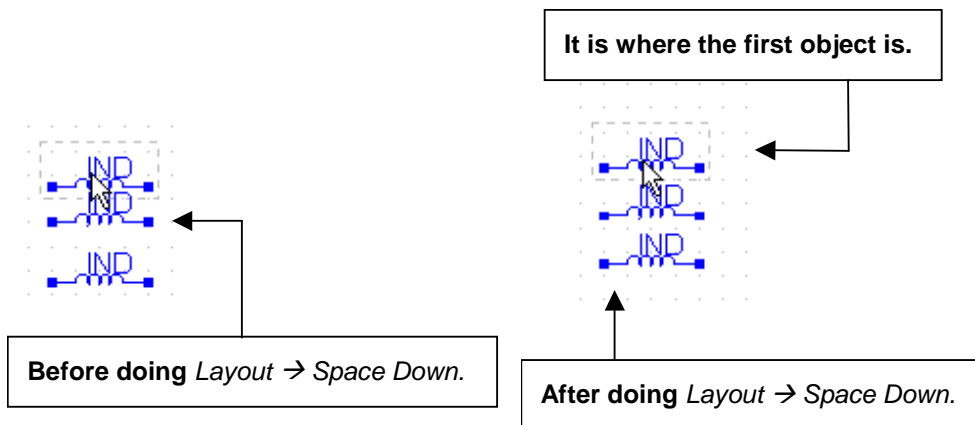 It is where the first object is.
IND
IND
IND
IND
IND
IND
Before doing Layout → Space Down.
After doing Layout → Space Down.